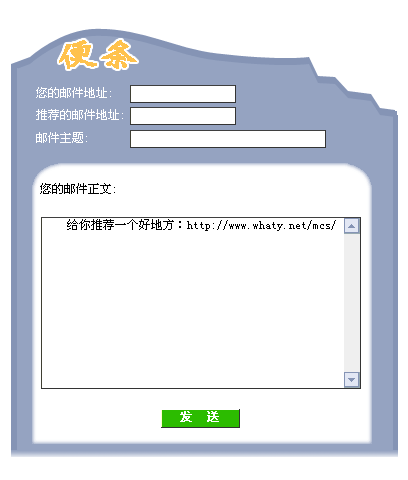 便条
您的邮件地址:
推荐的邮件地址:
邮件主题:
您的邮件正文:
给你推荐一个好地方：http://www.whaty.net/mcs/
发 送